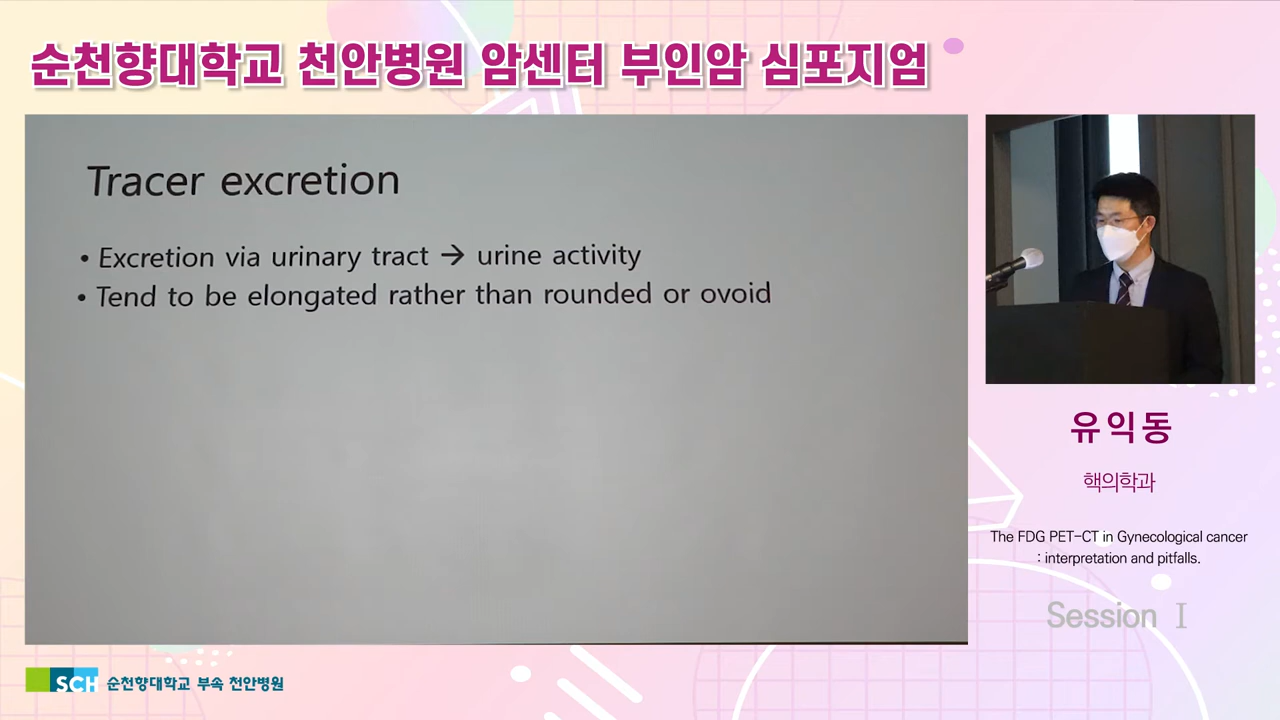 순천향대학교 천안병원 암센터 부인암 심포지엄
Tracer excretion
• Excretion via urinary tract → urine activity
• Tend to be elongated rather than rounded or ovoid
유익동
핵의학과
The FDG PET-CT in Gynecological cancer
: interpretation and pitfalls.
Session Ⅰ
SCH 순천향대학교 부속 천안병원